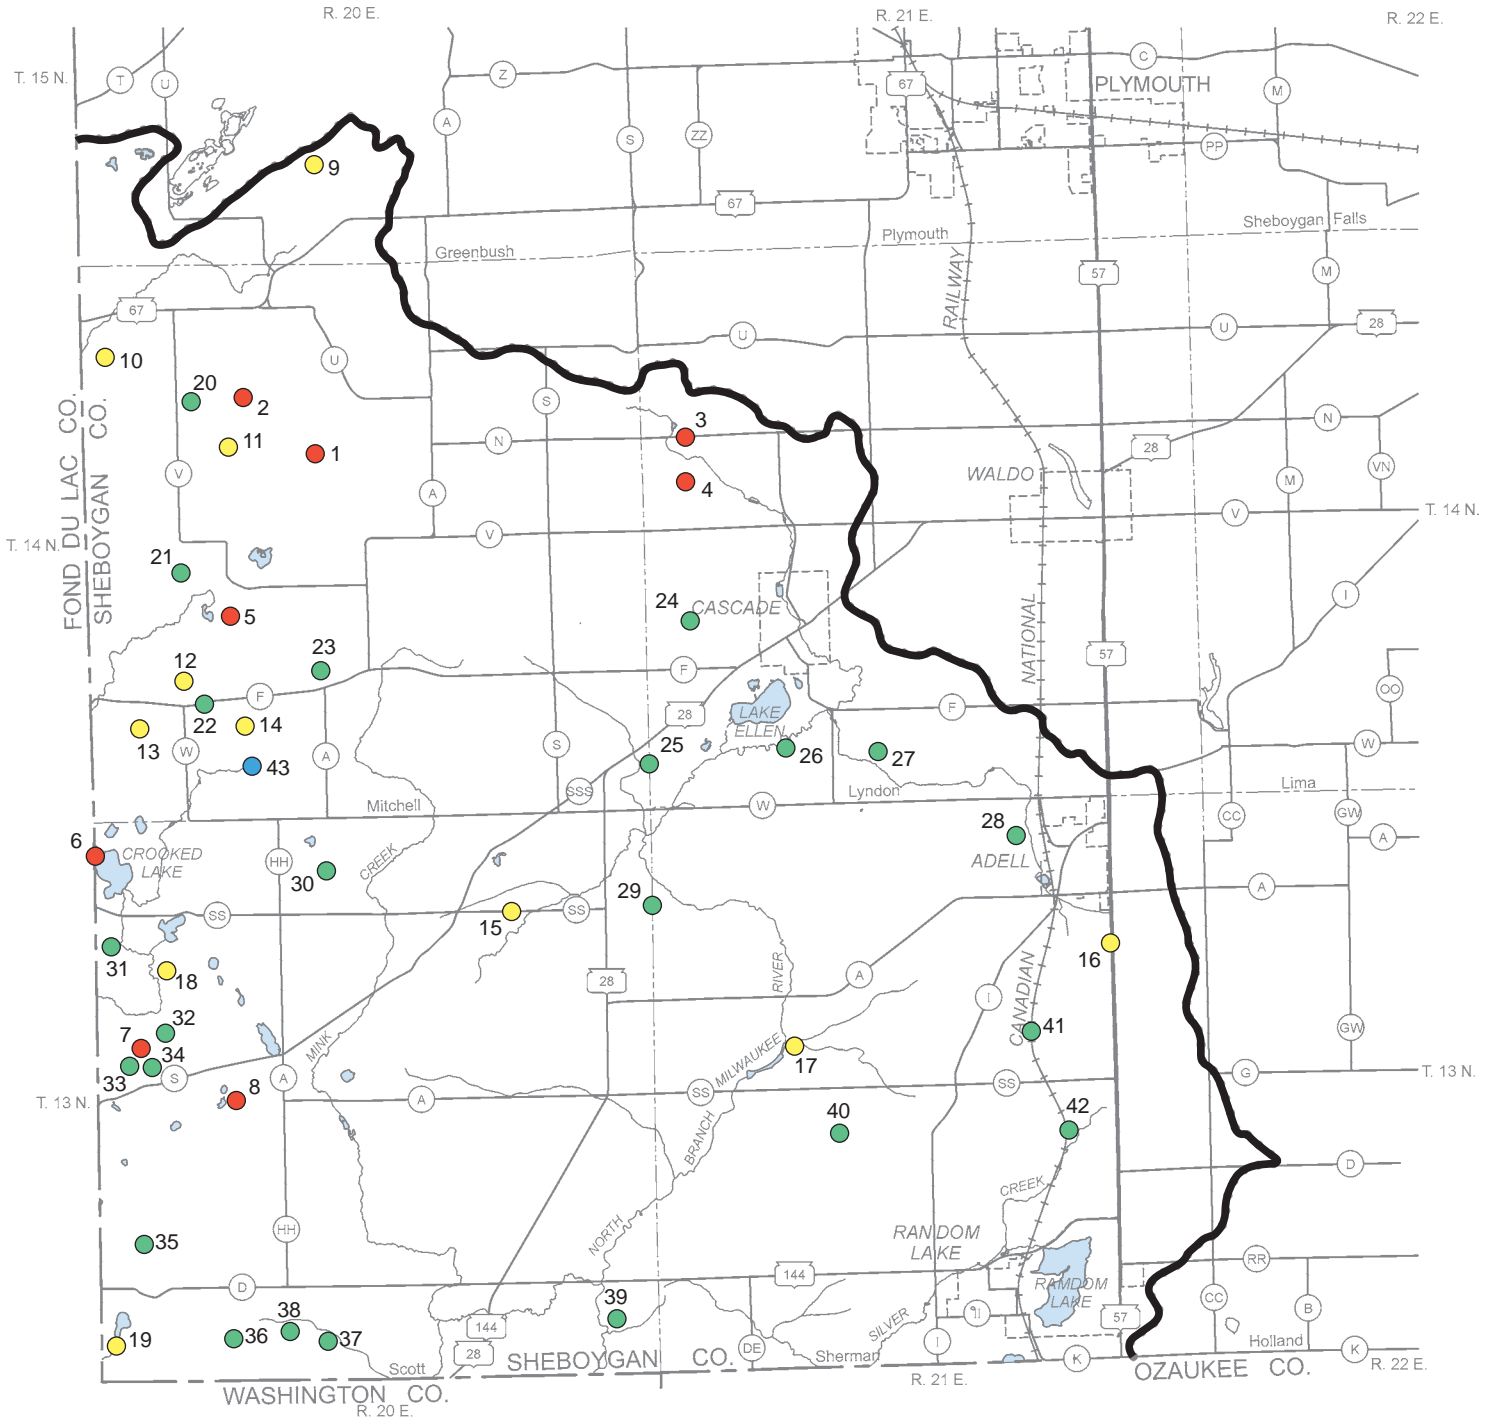 R. 20 E.
R. 21 E.
R. 22 E.
T. 15 N.
T
U
Z
A
S
ZZ
67
C
PLYMOUTH
M
PP
9
67
Greenbush
Plymouth
Sheboygan Falls
RAILWAY
57
M
67
10
U
U
U
28
20
2
11
1
V
A
S
N
3
4
N
28
WALDO
M
VN
FOND DU LAC CO.
SHEBOYGAN CO.
T. 14 N.
V
V
T. 14 N.
21
5
24
CASCADE
NATIONAL
I
12
23
F
F
57
OO
22
14
13
W
43
A
28
LAKE
ELLEN
F
25
26
27
S
SSS
W
Mitchell
W
Lyndon
Lima
CC
GW
A
6
CROOKED
LAKE
HH
30
CREEK
28
ADELL
SS
15
SS
29
A
31
18
28
RIVER
A
16
I
CANADIAN
7
32
33
34
S
MINK
MILWAUKEE
17
41
GW
T. 13 N.
8
A
A
SS
SS
G
T. 13 N.
BRANCH
40
42
D
35
HH
NORTH
CREEK
RANDOM
LAKE
D
144
RR
RAMDOM
LAKE
19
36
38
37
39
144
28
DE
SILVER
I
I
57
CC
B
Scott
SHEBOYGAN CO.
Sherman
K
Holland
K
WASHINGTON CO.
R. 20 E.
R. 21 E.
OZAUKEE CO.
R. 22 E.